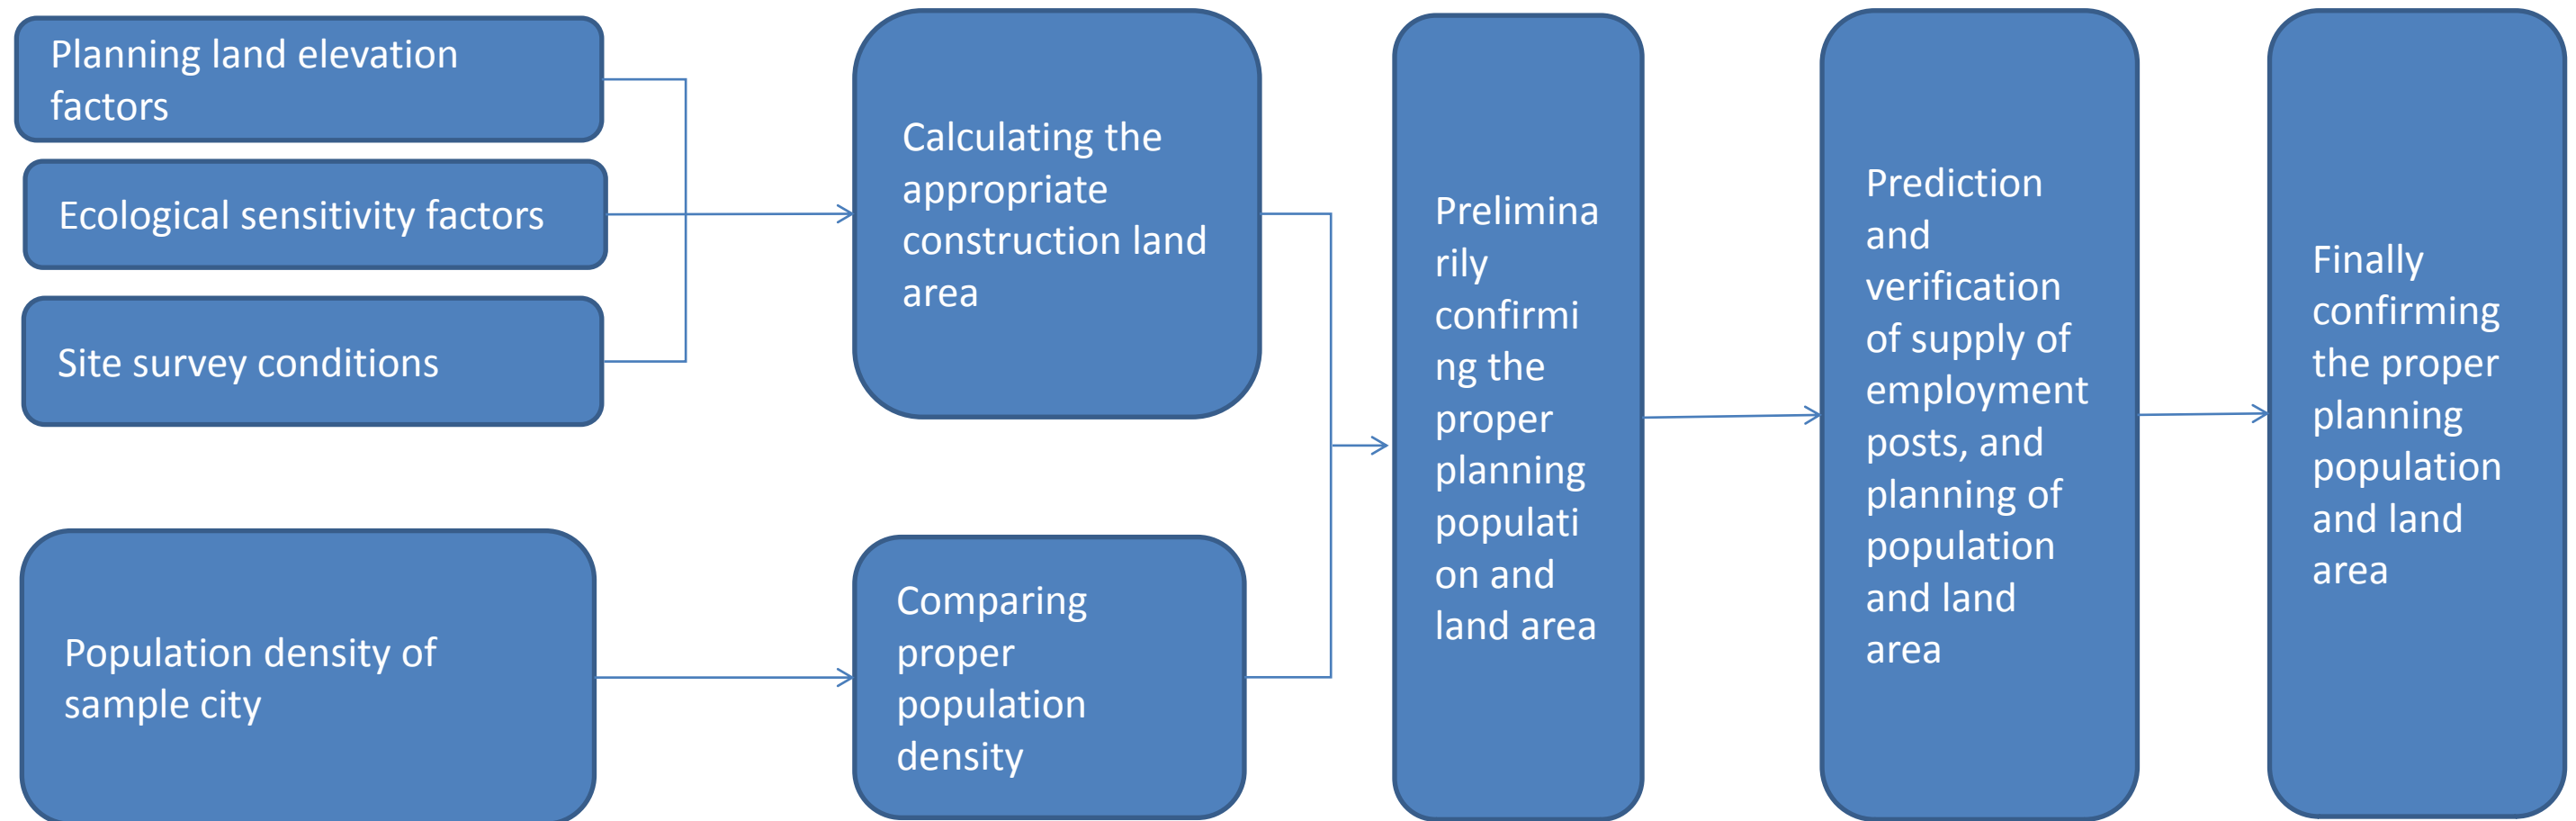 Planning land elevation
factors
Ecological sensitivity factors
Site survey conditions
Population density of
sample city
Calculating the
appropriate
construction land
area
Comparing
proper
population
density
Prelimina
rily
confirmi
ng the
proper
planning
populati
on and
land area
Prediction
and
verification
of supply of
employment
posts, and
planning of
population
and land
area
Finally
confirming
the proper
planning
population
and land
area